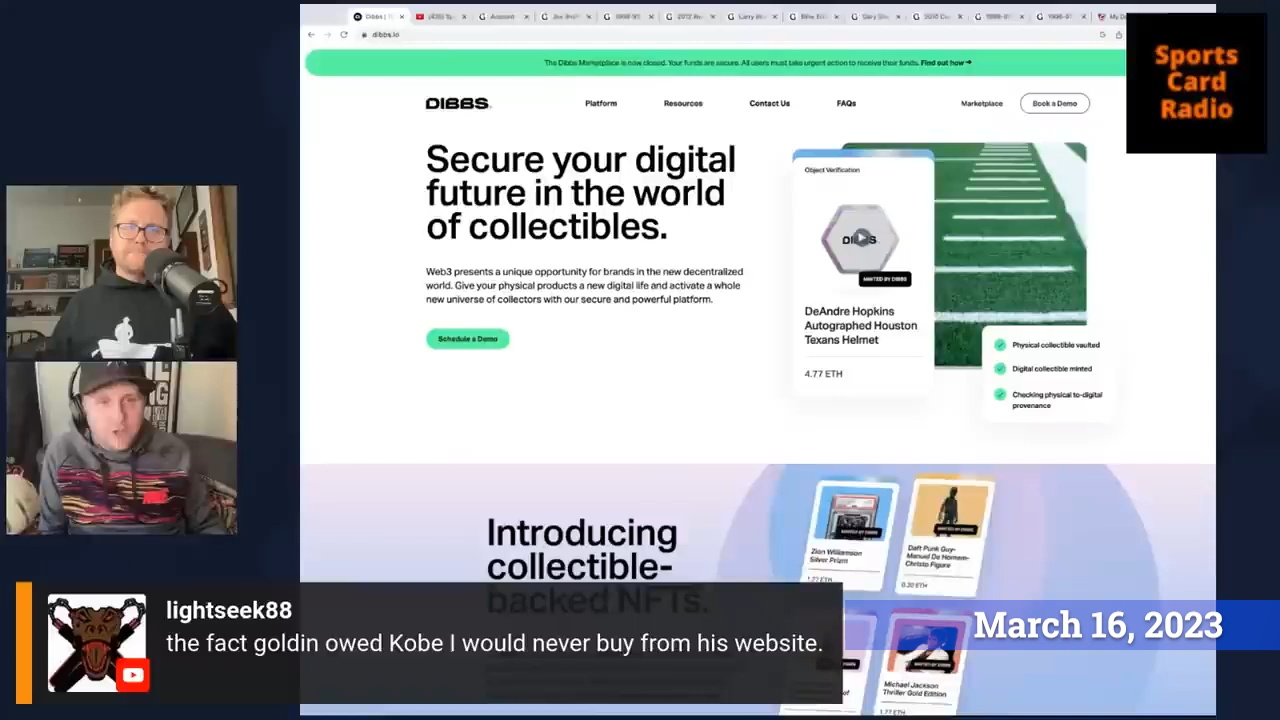 dibbs.io
The Dibbs Marketplace is now closed. Your funds are secure. All users must take urgent action to receive their funds. Find out how →
Sports
Card
Radio
DIBBS
Platform
Resources
Contact Us
FAQs
Marketplace
Book a Demo
Secure your digital
future in the world
of collectibles.
Web3 presents a unique opportunity for brands in the new decentralized
world. Give your physical products a new digital life and activate a whole
new universe of collectors with our secure and powerful platform.
Schedule a Demo
Object Verification
DIBBS
MINTED BY DIBBS
DeAndre Hopkins
Autographed Houston
Texans Helmet
4.77 ETH
Physical collectible vaulted
Digital collectible minted
Checking physical to-digital
provenance
Introducing
collectible-
backed NFTs.
Zion Williamson
Silver Prizm
Daft Punk Guy-
Manuel De Homem-
Christo Figure
Michael Jackson
Thriller Gold Edition
lightseek88
the fact goldin owed Kobe I would never buy from his website.
March 16, 2023